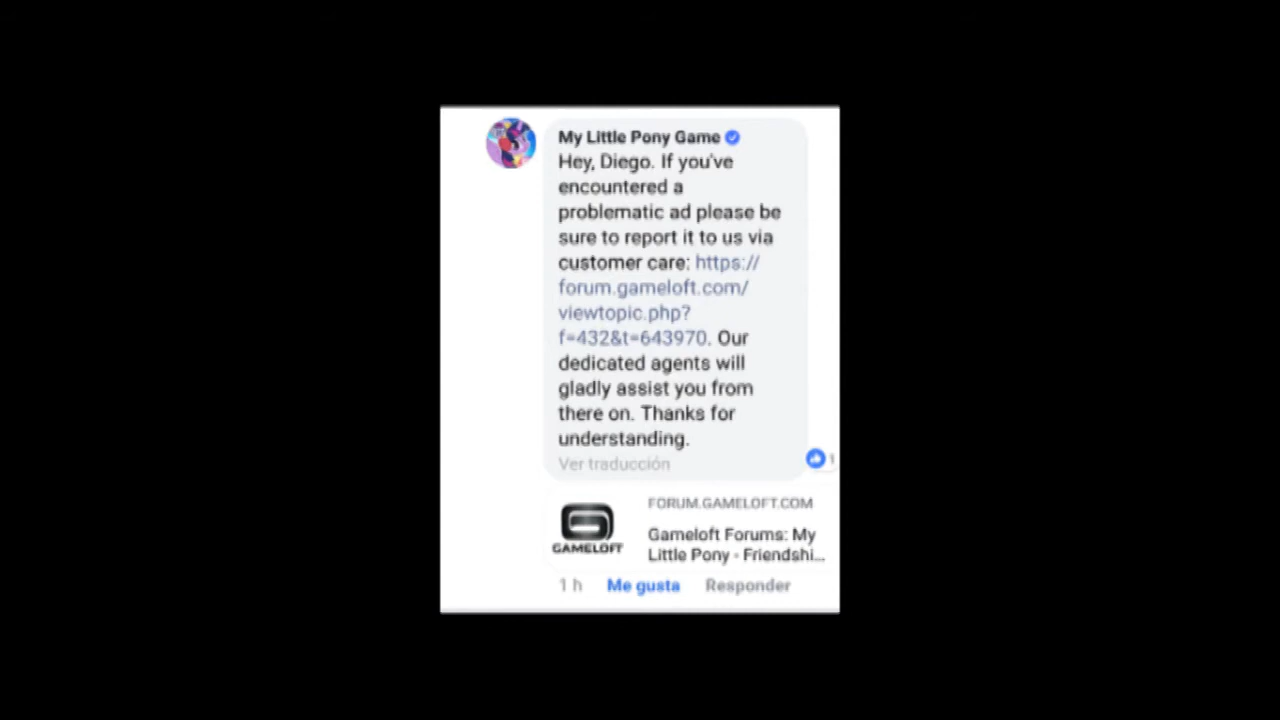 My Little Pony Game
Hey, Diego. If you've
encountered a
problematic ad please be
sure to report it to us via
customer care: https://
forum.gameloft.com/
viewtopic.php?
f=432&t=643970. Our
dedicated agents will
gladly assist you from
there on. Thanks for
understanding.
Ver traducción
1
FORUM.GAMELOFT.COM
Gameloft Forums: My
Little Pony - Friendshi...
GAMELOFT
1 h Me gusta Responder